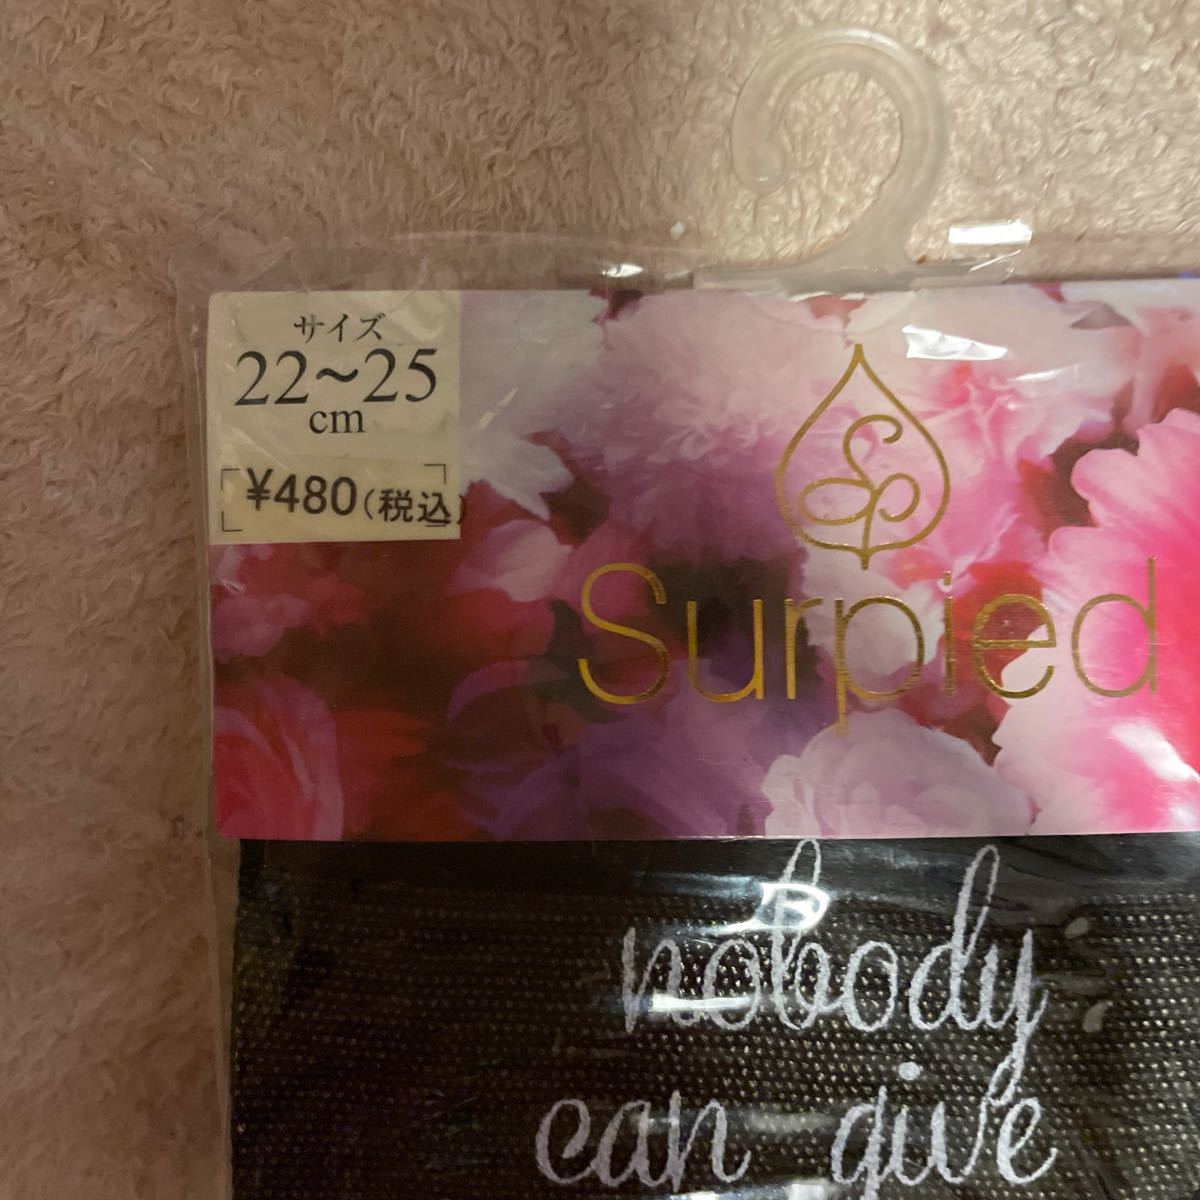 サイズ
22~25
cm
¥480(税込)
Surpied
nobody
can give